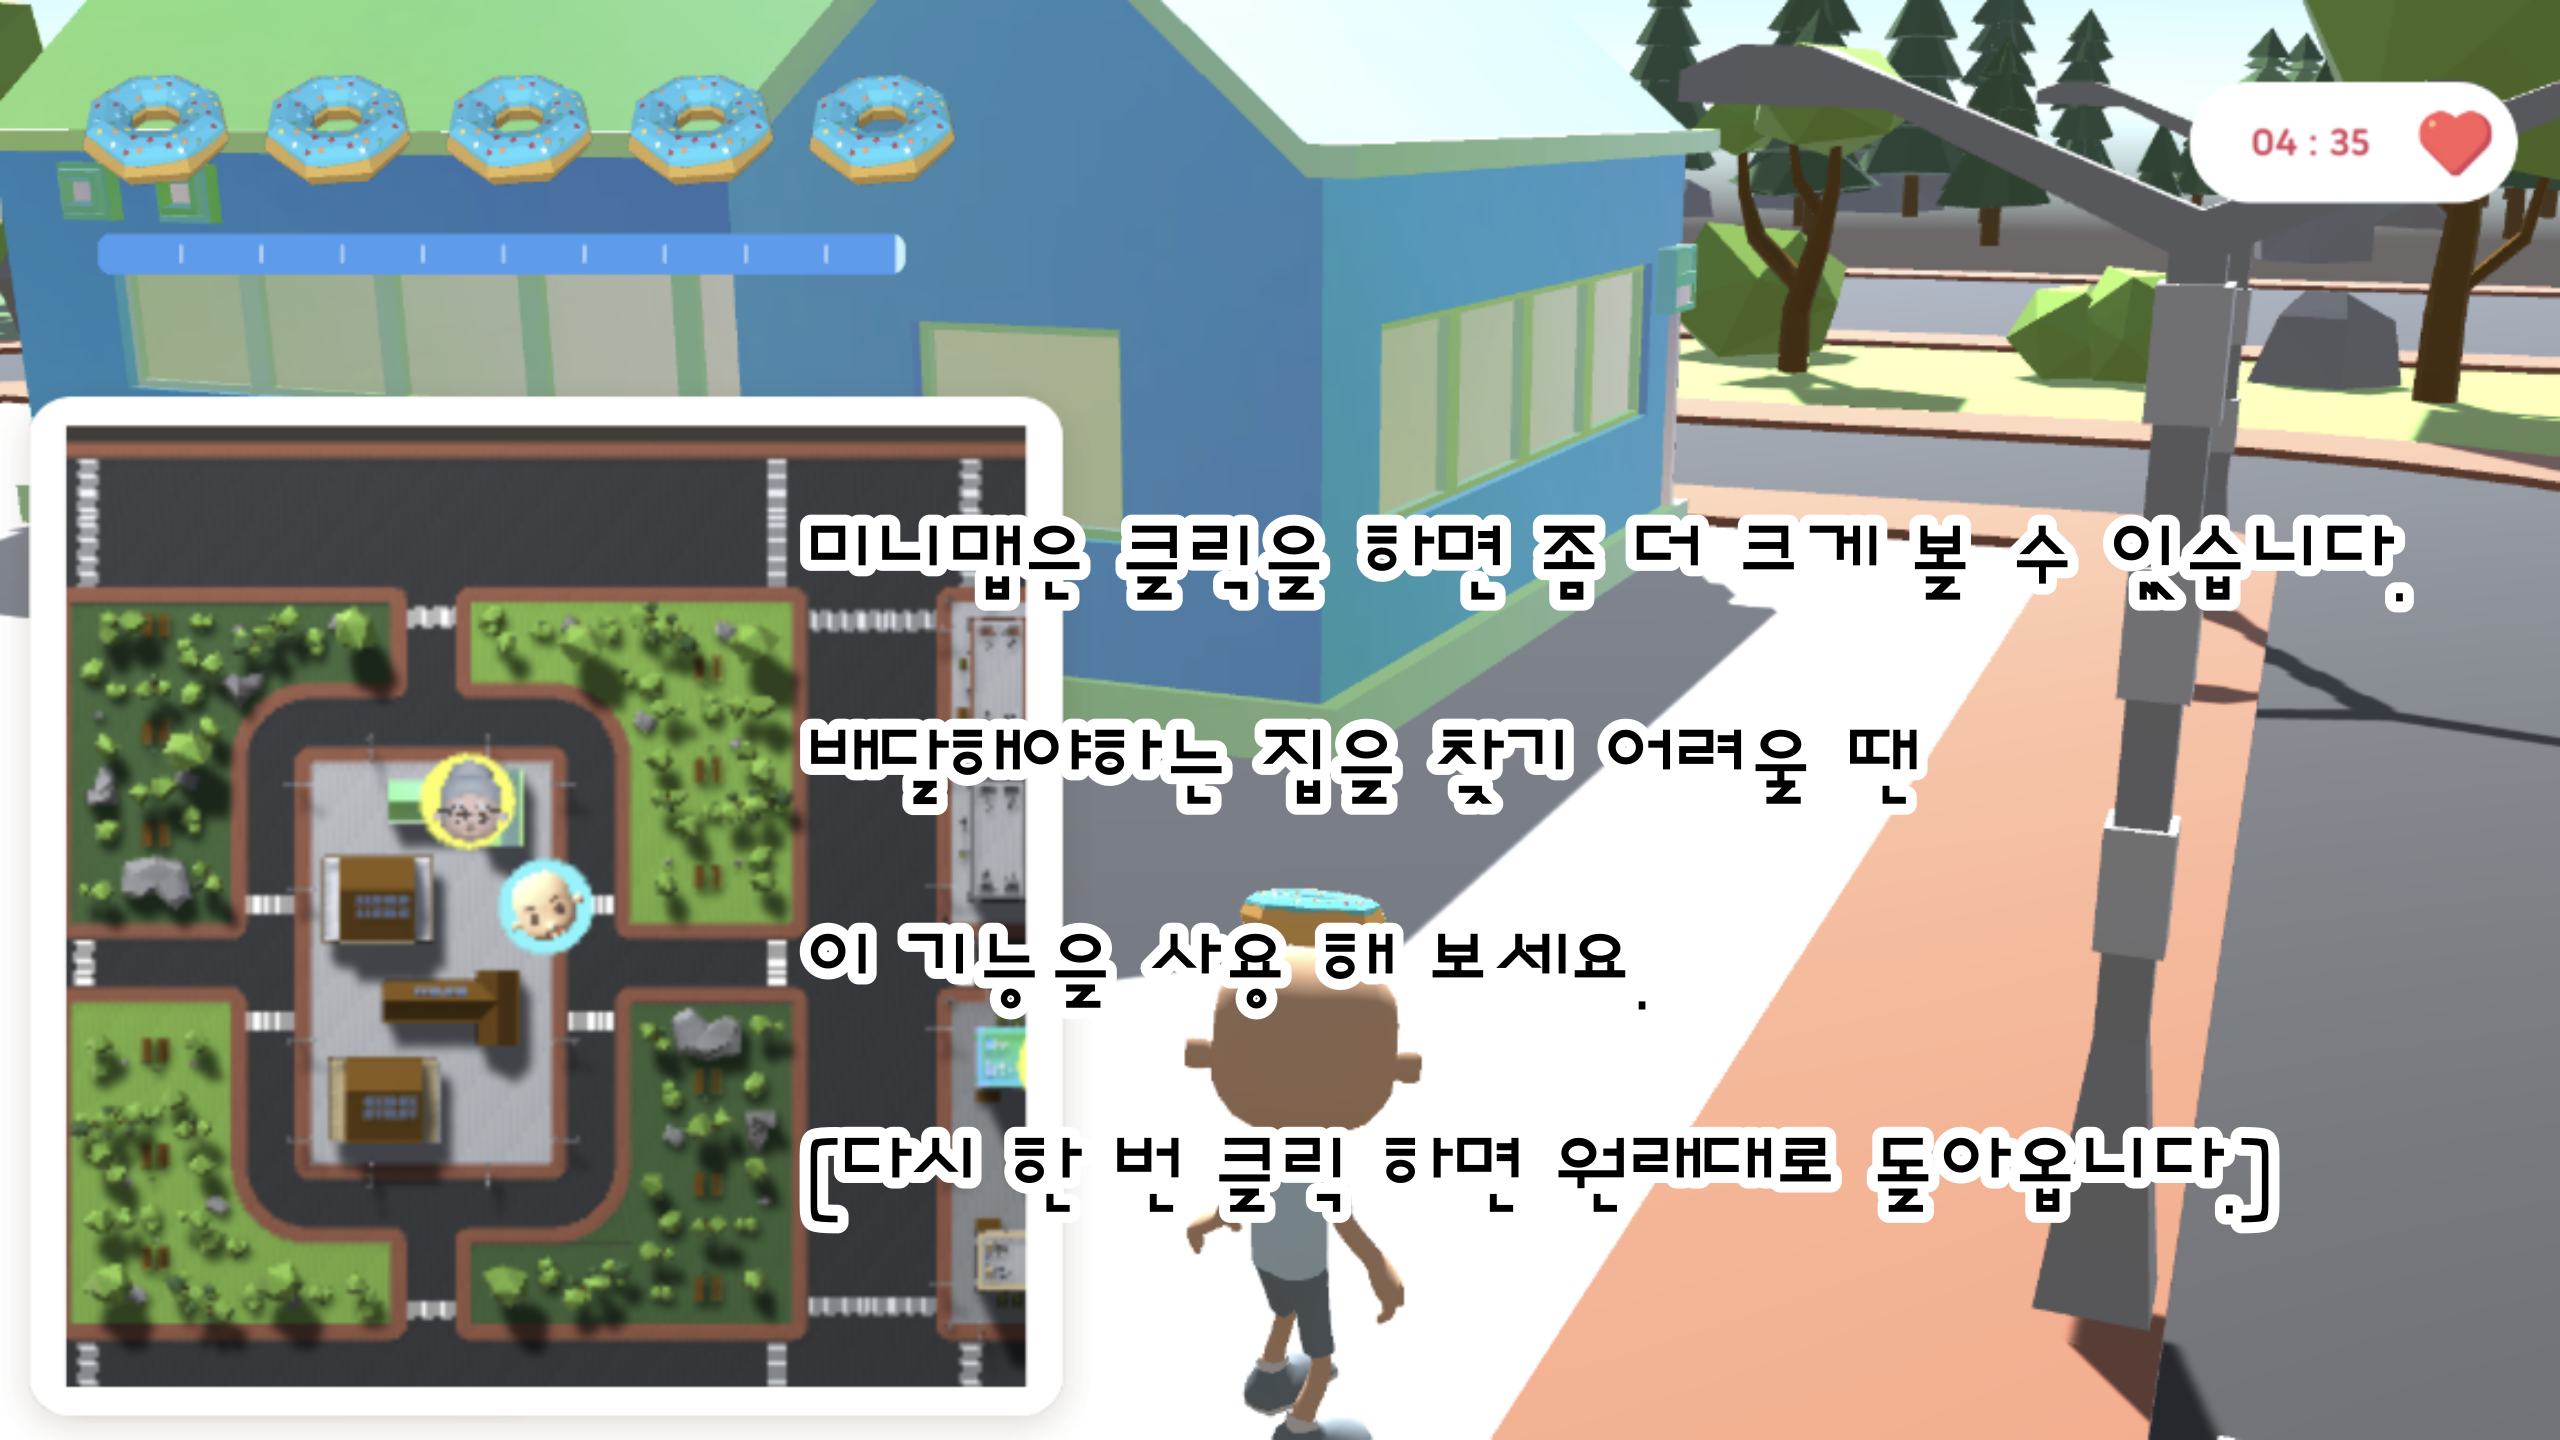 04 : 35
미니맵은 클릭을 하면 좀 더 크게 볼 수 있습니다.
배달해야하는 집을 찾기 어려울 땐
이 기능을 사용 해 보세요.
[다시 한 번 클릭 하면 원래대로 돌아옵니다.]